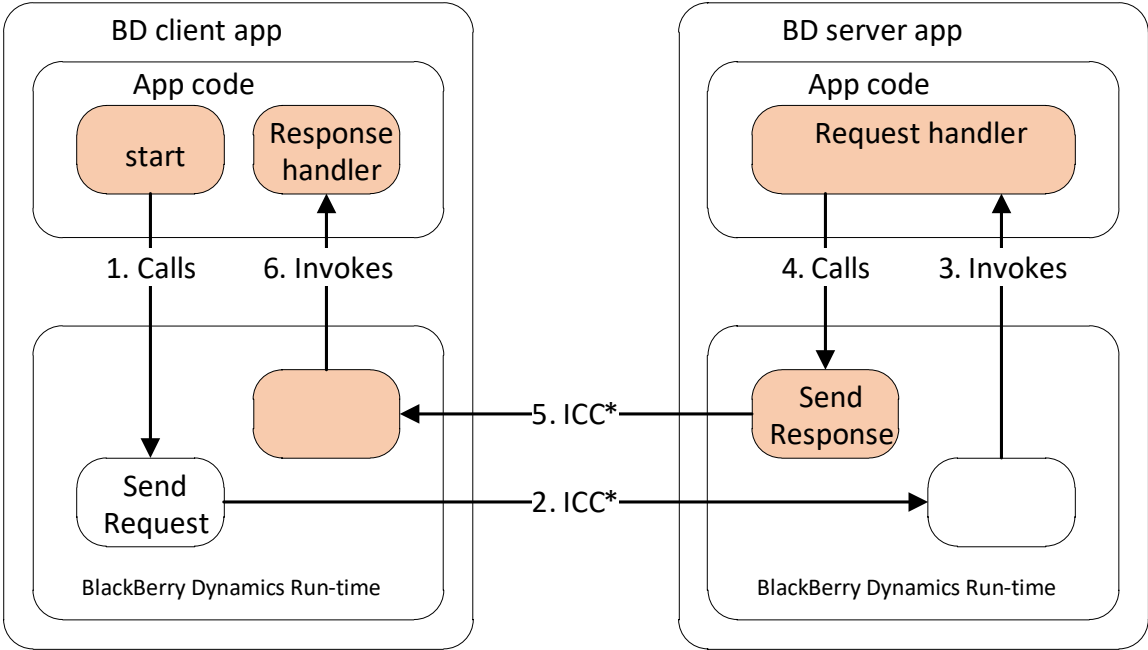 BD client app
App code
start
Response
handler
1. Calls
6. Invokes
Send
Request
BlackBerry Dynamics Run-time
5. ICC*
2. ICC*
BD server app
App code
Request handler
4. Calls
3. Invokes
Send
Response
BlackBerry Dynamics Run-time